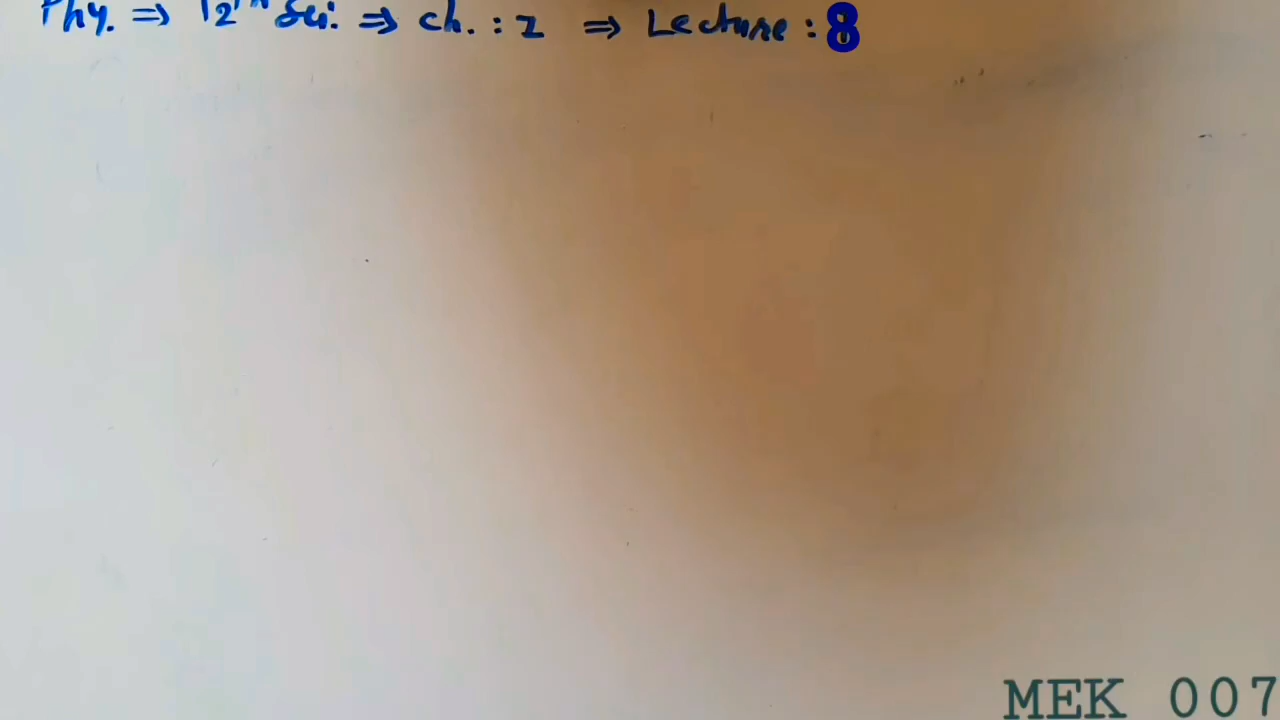 Phy. ⇒ 12th Sci. ⇒ ch. : 2 ⇒ Lecture : 8
MEK 007